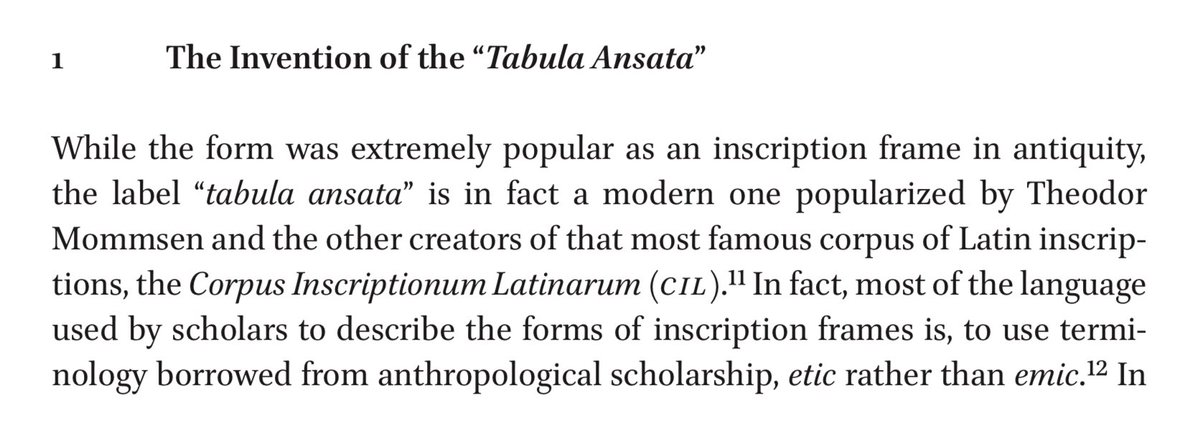 1 The Invention of the “Tabula Ansata”
While the form was extremely popular as an inscription frame in antiquity,
the label “tabula ansata” is in fact a modern one popularized by Theodor
Mommsen and the other creators of that most famous corpus of Latin inscrip-
tions, the Corpus Inscriptionum Latinarum (CIL).¹¹ In fact, most of the language
used by scholars to describe the forms of inscription frames is, to use termi-
nology borrowed from anthropological scholarship, etic rather than emic.¹² In